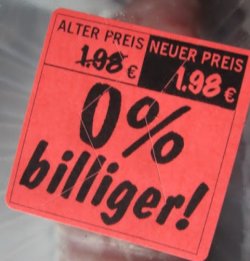 ALTER PREIS NEUER PREIS
1.98 € 1.98 €
0%
billiger!